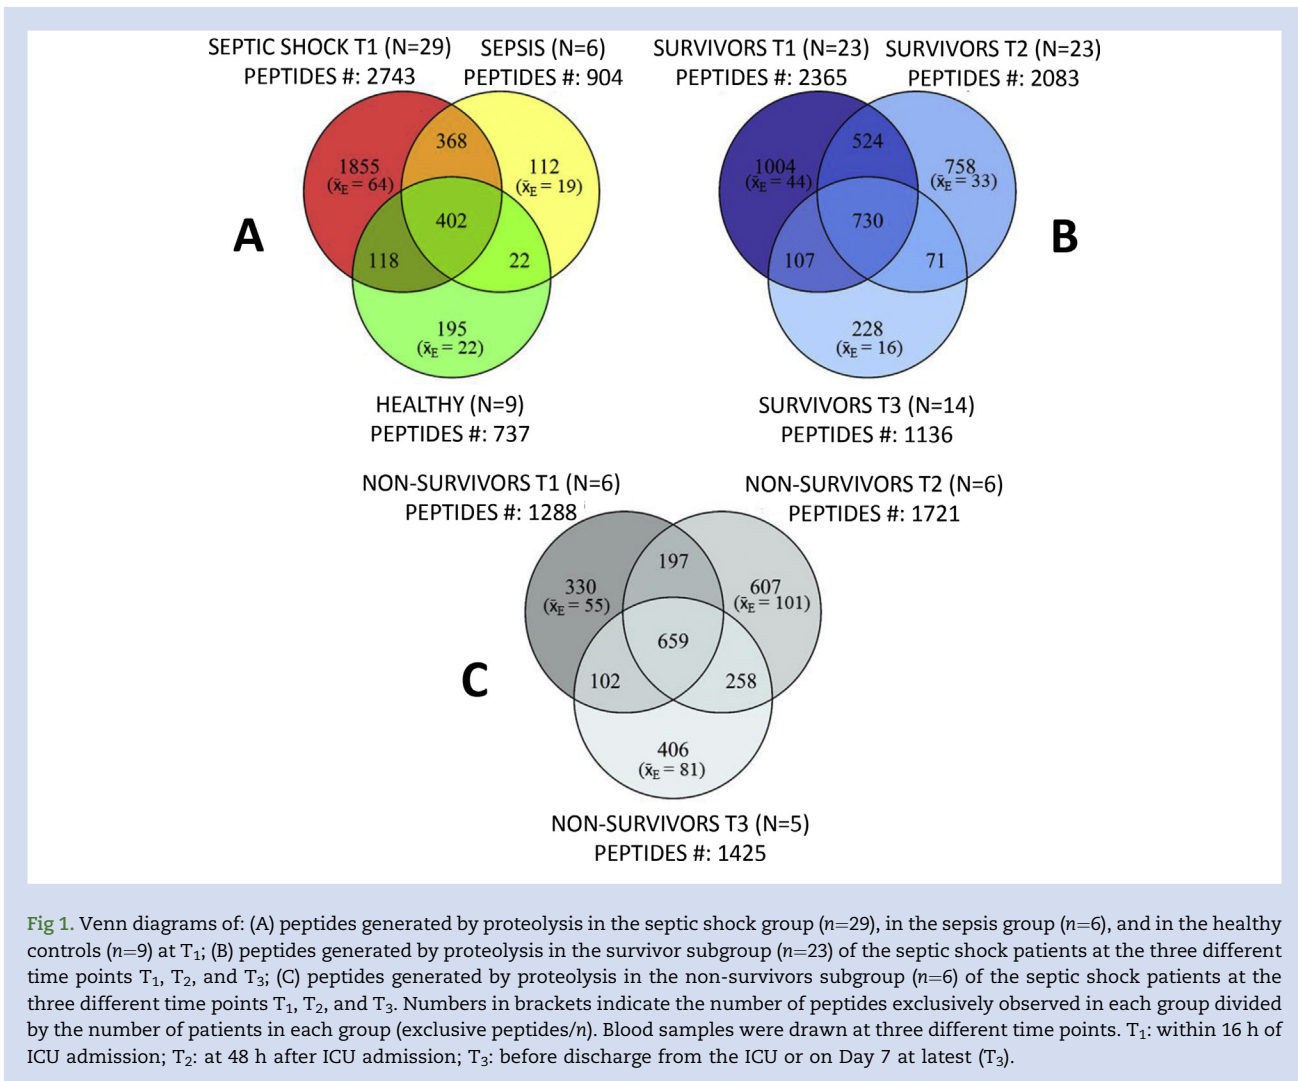 SEPTIC SHOCK T1 (N=29)
PEPTIDES #: 2743
SEPSIS (N=6)
PEPTIDES #: 904
1855
(x̄E = 64)
368
112
(x̄E = 19)
402
118
22
195
(x̄E = 22)
A
HEALTHY (N=9)
PEPTIDES #: 737
SURVIVORS T1 (N=23)
PEPTIDES #: 2365
SURVIVORS T2 (N=23)
PEPTIDES #: 2083
1004
(x̄E = 44)
524
758
(x̄E = 33)
730
107
71
228
(x̄E = 16)
B
SURVIVORS T3 (N=14)
PEPTIDES #: 1136
NON-SURVIVORS T1 (N=6)
PEPTIDES #: 1288
NON-SURVIVORS T2 (N=6)
PEPTIDES #: 1721
330
(x̄E = 55)
197
607
(x̄E = 101)
659
102
258
406
(x̄E = 81)
C
NON-SURVIVORS T3 (N=5)
PEPTIDES #: 1425
Fig 1. Venn diagrams of: (A) peptides generated by proteolysis in the septic shock group (n=29), in the sepsis group (n=6), and in the healthy
controls (n=9) at T1; (B) peptides generated by proteolysis in the survivor subgroup (n=23) of the septic shock patients at the three different
time points T1, T2, and T3; (C) peptides generated by proteolysis in the non-survivors subgroup (n=6) of the septic shock patients at the
three different time points T1, T2, and T3. Numbers in brackets indicate the number of peptides exclusively observed in each group divided
by the number of patients in each group (exclusive peptides/n). Blood samples were drawn at three different time points. T1: within 16 h of
ICU admission; T2: at 48 h after ICU admission; T3: before discharge from the ICU or on Day 7 at latest (T3).